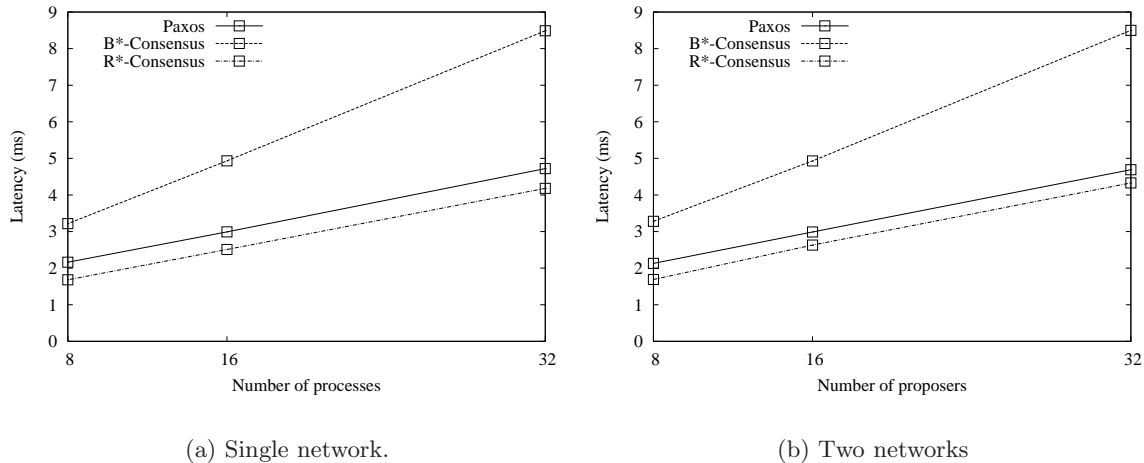 9
8
7
6
5
4
3
2
1
0
8
16
32
Latency (ms)
Number of processes
Paxos
B*-Consensus
R*-Consensus
(a) Single network.
9
8
7
6
5
4
3
2
1
0
8
16
32
Latency (ms)
Number of proposers
Paxos
B*-Consensus
R*-Consensus
(b) Two networks